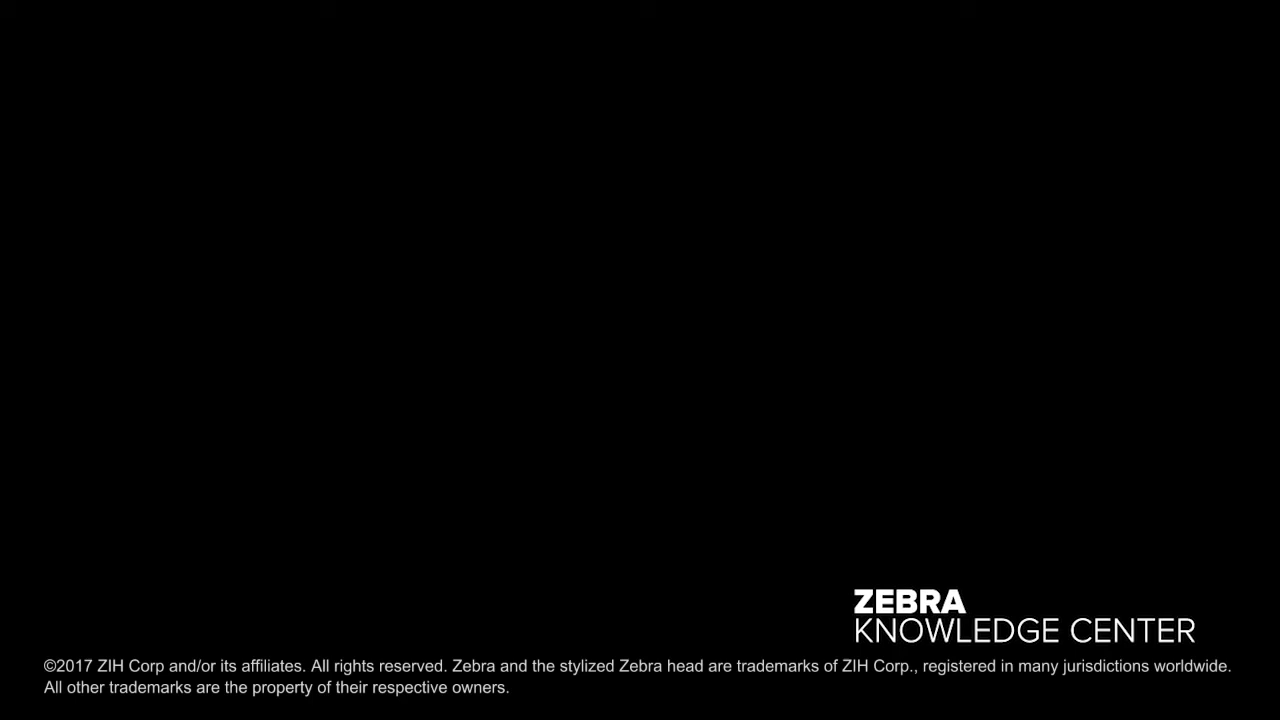 ZEBRA
KNOWLEDGE CENTER
©2017 ZIH Corp and/or its affiliates. All rights reserved. Zebra and the stylized Zebra head are trademarks of ZIH Corp., registered in many jurisdictions worldwide.
All other trademarks are the property of their respective owners.